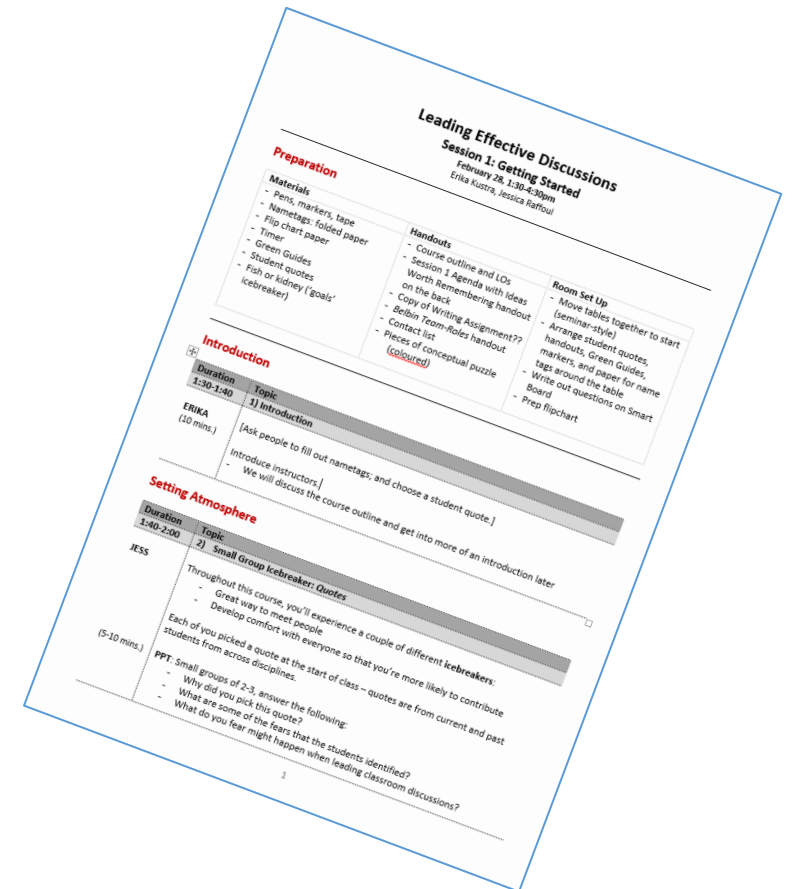 Leading Effective Discussions
Session 1: Getting Started
February 28, 1:30-4:30pm
Erika Kustra, Jessica Raffoul
Preparation
Materials
- Pens, markers, tape
- Nametags: folded paper
- Flip chart paper
- Timer
- Green Guides
- Student quotes
- Fish or kidney ('goals'
icebreaker)
Handouts
- Course outline and LOs
- Session 1 Agenda with Ideas
Worth Remembering handout
on the back
- Copy of Writing Assignment??
- Belbin Team-Roles handout
- Contact list
- Pieces of conceptual puzzle
(coloured)
Room Set Up
- Move tables together to start
(seminar-style)
- Arrange student quotes,
handouts, Green Guides,
markers, and paper for name
tags around the table
- Write out questions on Smart
Board
- Prep flipchart
Introduction
Duration Topic
1:30-1:40 1) Introduction
ERIKA
(10 mins.)
[Ask people to fill out nametags; and choose a student quote.]
Introduce instructors.
- We will discuss the course outline and get into more of an introduction later
Setting Atmosphere
Duration Topic
1:40-2:00 2) Small Group Icebreaker: Quotes
JESS
Throughout this course, you'll experience a couple of different icebreakers:
- Great way to meet people
- Develop comfort with everyone so that you're more likely to contribute
Each of you picked a quote at the start of class – quotes are from current and past
students from across disciplines.
(5-10 mins.)
PPT: Small groups of 2-3, answer the following:
- Why did you pick this quote?
- What are some of the fears that the students identified?
- What do you fear might happen when leading classroom discussions?
1